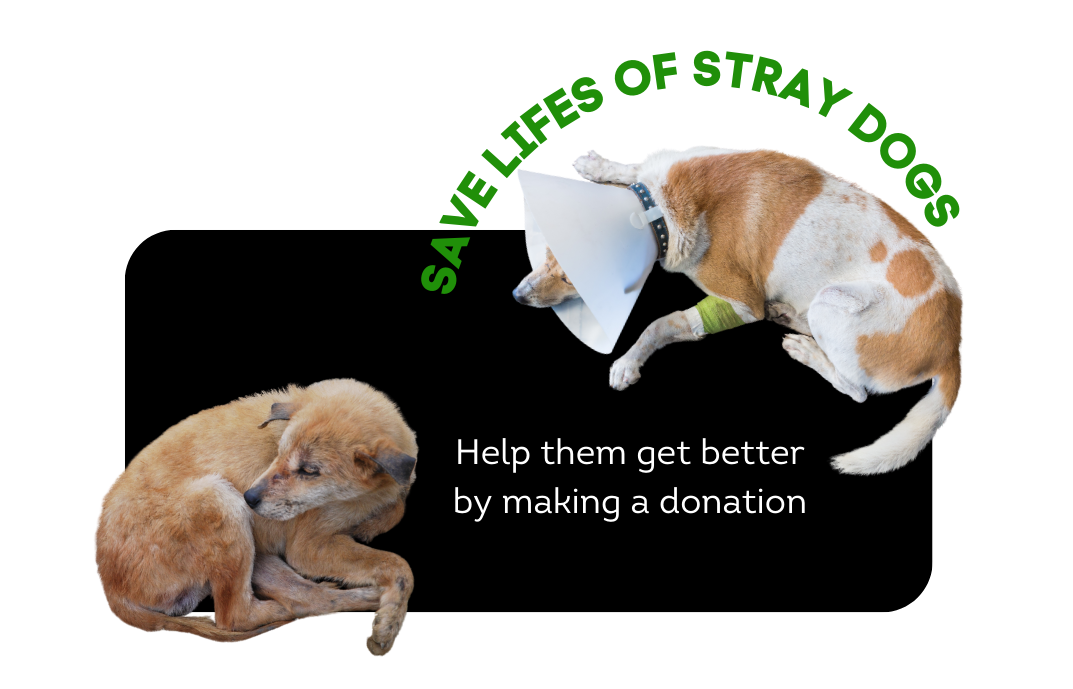 SAVE LIFES OF STRAY DOGS
Help them get better
by making a donation